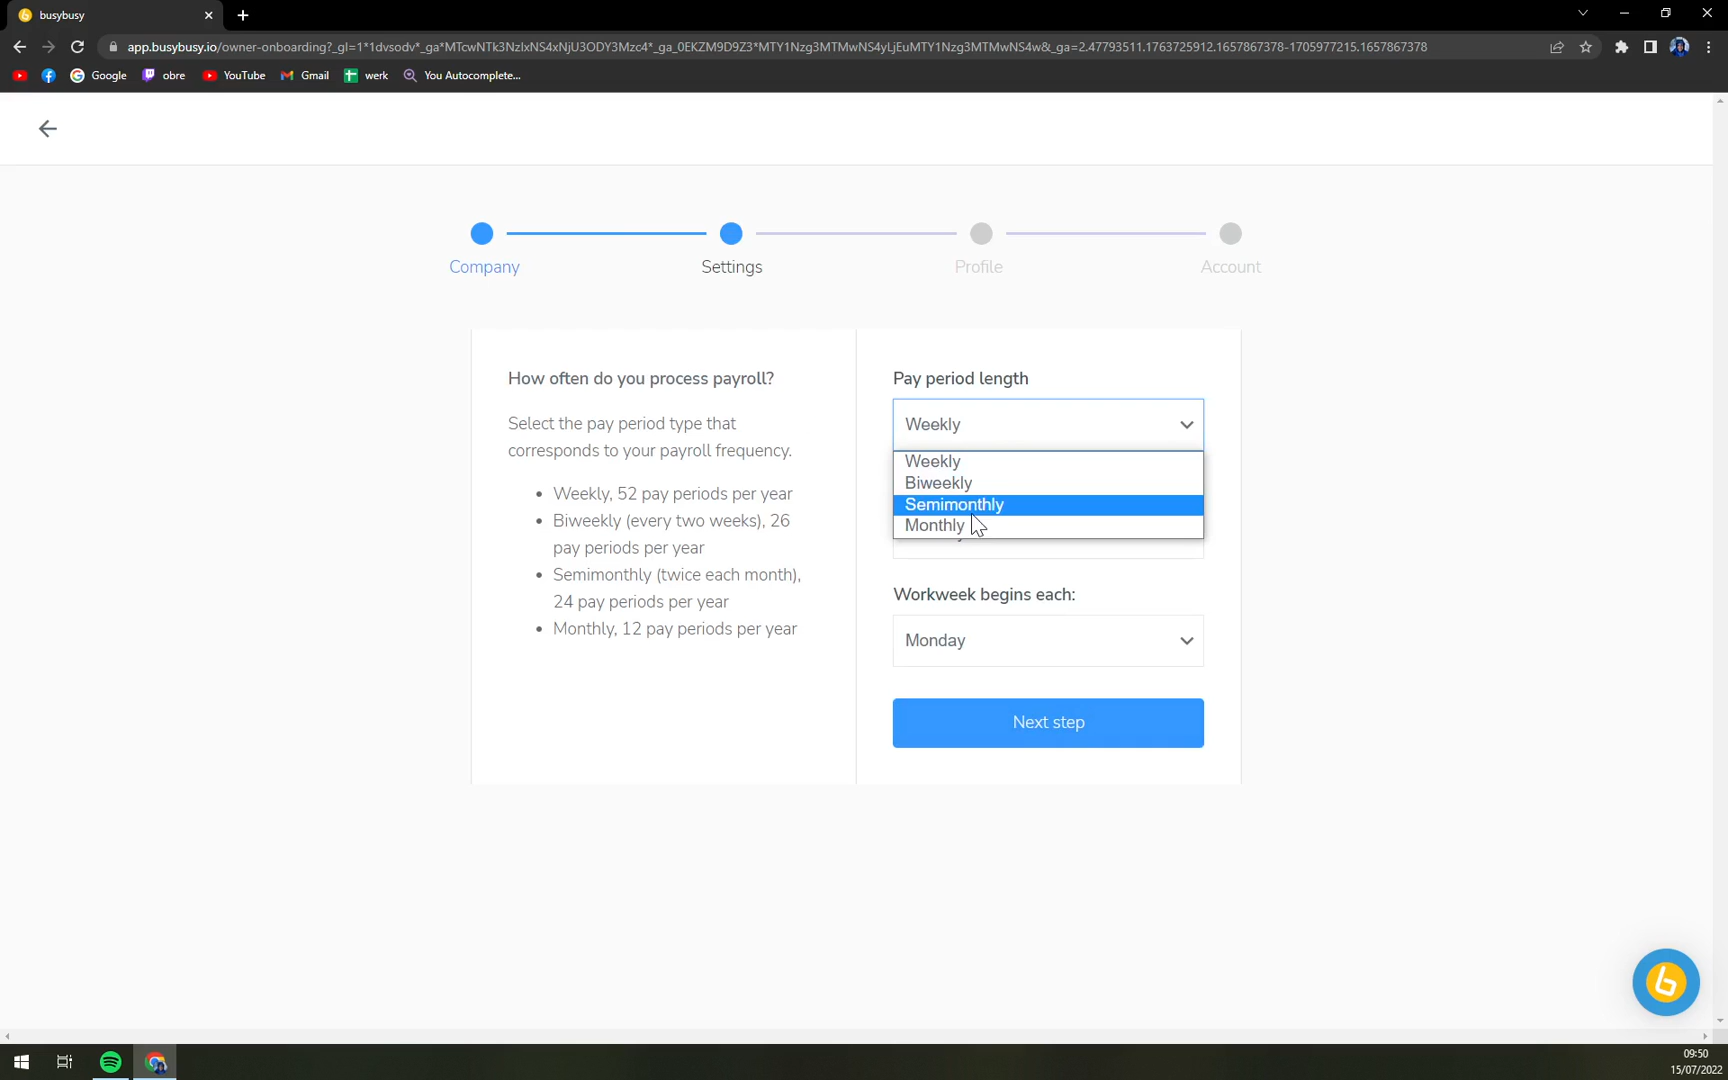 busybusy
app.busybusy.io/owner-onboarding?_gl=1*1dvsodv*_ga*MTcwNTk3NzIxNS4xNjU3ODY3Mzc4*_ga_0EKZM9D9Z3*MTY1Nzg3MTMwNS4yLjEuMTY1Nzg3MTMwNS4w&_ga=2.47793511.1763725912.1657867378-1705977215.1657867378
Google obre YouTube Gmail werk You Autocomplete...
Company Settings Profile Account
How often do you process payroll?
Select the pay period type that
corresponds to your payroll frequency.
• Weekly, 52 pay periods per year
• Biweekly (every two weeks), 26
pay periods per year
• Semimonthly (twice each month),
24 pay periods per year
• Monthly, 12 pay periods per year
Pay period length
Weekly
Weekly
Biweekly
Semimonthly
Monthly
Workweek begins each:
Monday
Next step
09:50
15/07/2022